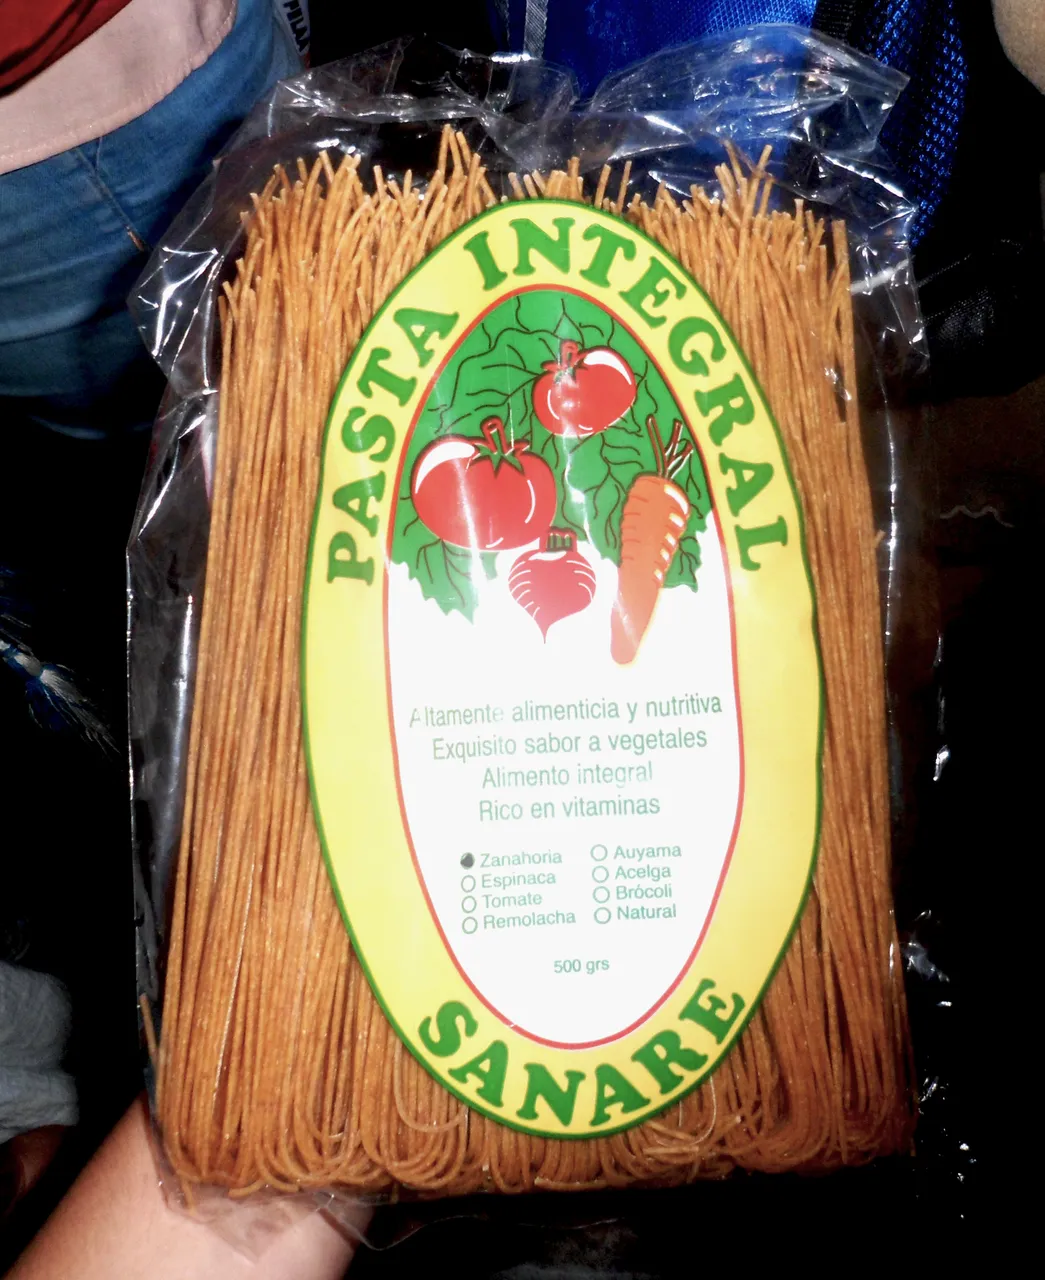 PASTA INTEGRAL
Altamente alimenticia y nutritiva
Exquisito sabor a vegetales
Alimento integral
Rico en vitaminas
Zanahoria
Espinaca
Tomate
Remolacha
Auyama
Acelga
Brócoli
Natural
500 grs
SANARE